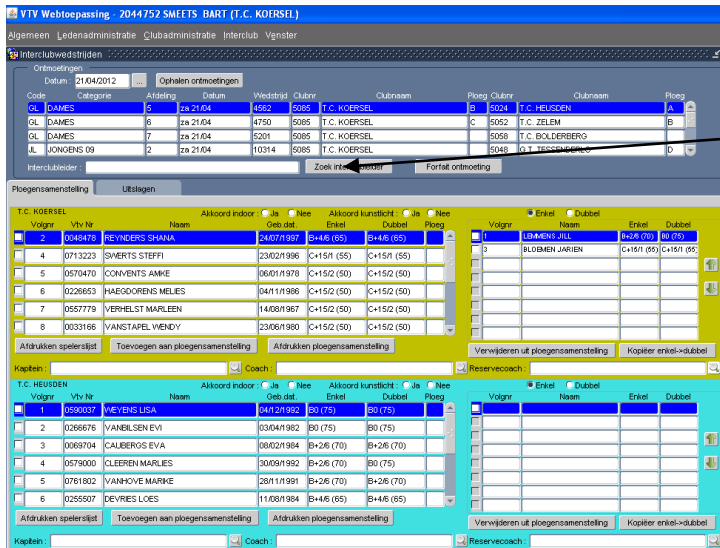 VTV Webtoepassing - 2044752 SMEETS BART (T.C. KOERSEL)
Algemeen Ledenadministratie Clubadministratie Interclub Venster
Interclubwedstrijden
Ontmoetingen
Datum : 21/04/2012 ... Ophalen ontmoetingen
Code Categorie Afdeling Datum Wedstrijd Clubnr Clubnaam Ploeg Clubnr Clubnaam Ploeg
GL DAMES 5 za 21/04 4562 5085 T.C. KOERSEL B 5024 T.C. HEUSDEN A
GL DAMES 6 za 21/04 4750 5085 T.C. KOERSEL C 5052 T.C. ZELEM B
GL DAMES 7 za 21/04 5201 5085 T.C. KOERSEL 5058 T.C. BOLDERBERG
JL JONGENS 09 2 za 21/04 10314 5085 T.C. KOERSEL 5048 G.T. TESSENDERLO D
Interclubleider : Zoek interclubleider Forfait ontmoeting
Ploegensamenstelling Uitslagen
T.C. KOERSEL Akkoord indoor : Ja Nee Akkoord kunstlicht : Ja Nee Enkel Dubbel
Volgnr Vtv Nr Naam Geb.dat. Enkel Dubbel Ploeg Volgnr Naam Enkel Dubbel
2 0048478 REYNDERS SHANA 24/07/1997 B+4/6 (65) B+4/6 (65) 1 LEMMENS JILL B+2/6 (70) B0 (75)
4 0713223 SWERTS STEFFI 23/02/1996 C+15/1 (55) C+15/1 (55) 3 BLOEMEN JARIEN C+15/1 (55) C+15/1 (55)
5 0570470 CONVENTS AMKE 06/01/1978 C+15/2 (50) C+15/2 (50)
6 0226653 HAEGDORENS MELIES 04/11/1986 C+15/2 (50) C+15/2 (50)
7 0557779 VERHELST MARLEEN 14/08/1967 C+15/2 (50) C+15/2 (50)
8 0033166 VANSTAPEL WENDY 23/06/1980 C+15/2 (50) C+15/2 (50)
Afdrukken spelerslijst Toevoegen aan ploegensamenstelling Afdrukken ploegensamenstelling Verwijderen uit ploegensamenstelling Kopiëer enkel->dubbel
Kapitein : Coach : Reservecoach :
T.C. HEUSDEN Akkoord indoor : Ja Nee Akkoord kunstlicht : Ja Nee Enkel Dubbel
Volgnr Vtv Nr Naam Geb.dat. Enkel Dubbel Ploeg Volgnr Naam Enkel Dubbel
1 0590037 WEYENS LISA 04/12/1992 B0 (75) B0 (75)
2 0266676 VANBILSEN EVI 03/04/1982 B0 (75) B0 (75)
3 0069704 CAUBERGS EVA 08/02/1984 B+2/6 (70) B+2/6 (70)
4 0579000 CLEEREN MARLIES 30/09/1992 B+2/6 (70) B0 (75)
5 0761802 VANHOVE MARIKE 28/11/1991 B+2/6 (70) B+2/6 (70)
6 0255507 DEVRIES LOES 11/08/1984 B+4/6 (65) B+4/6 (65)
Afdrukken spelerslijst Toevoegen aan ploegensamenstelling Afdrukken ploegensamenstelling Verwijderen uit ploegensamenstelling Kopiëer enkel->dubbel
Kapitein : Coach : Reservecoach :